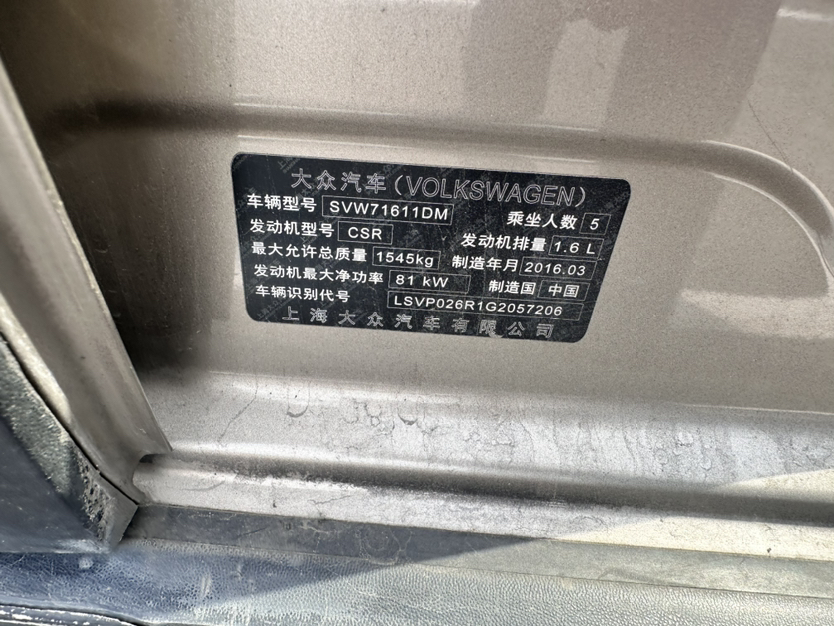 大众汽车(VOLKSWAGEN)
车辆型号 SVW71611DM 乘坐人数 5
发动机型号 CSR 发动机排量 1.6 L
最大允许总质量 1545kg 制造年月 2016.03
发动机最大净功率 81 kW 制造国 中国
车辆识别代号 LSVP026R1G2057206
上海大众汽车有限公司